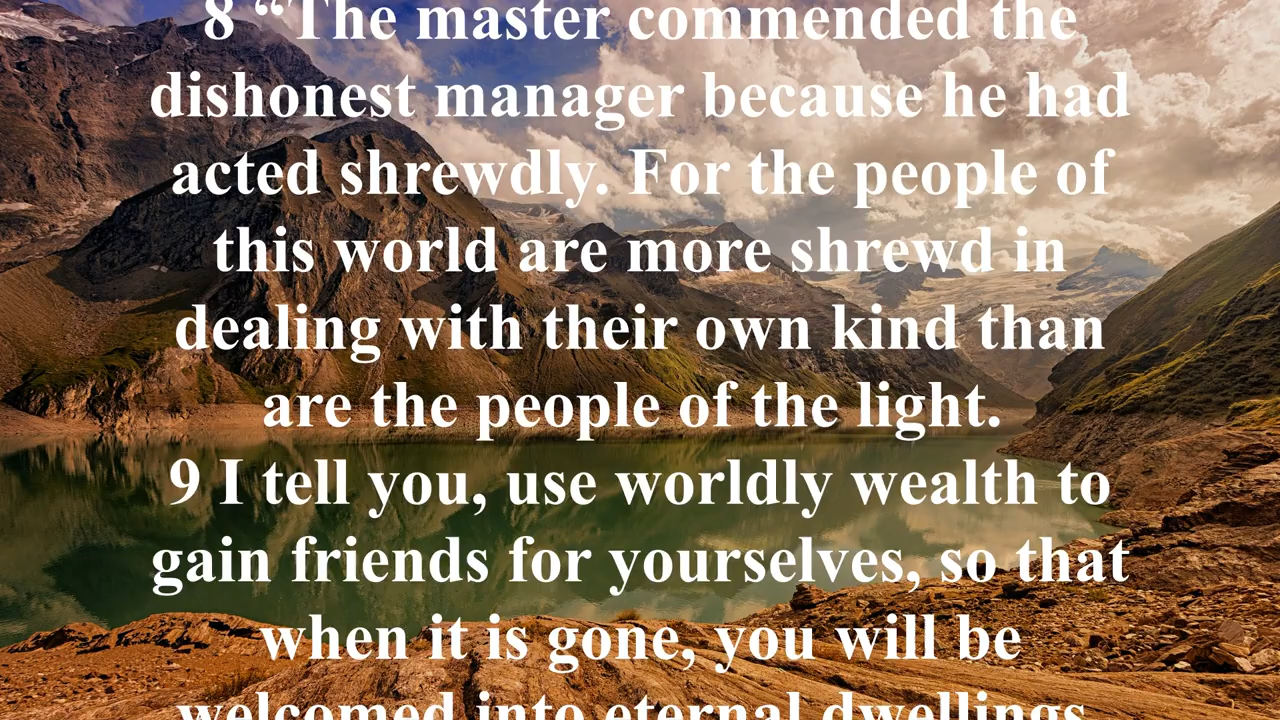 8 “The master commended the
dishonest manager because he had
acted shrewdly. For the people of
this world are more shrewd in
dealing with their own kind than
are the people of the light.
9 I tell you, use worldly wealth to
gain friends for yourselves, so that
when it is gone, you will be
welcomed into eternal dwellings.